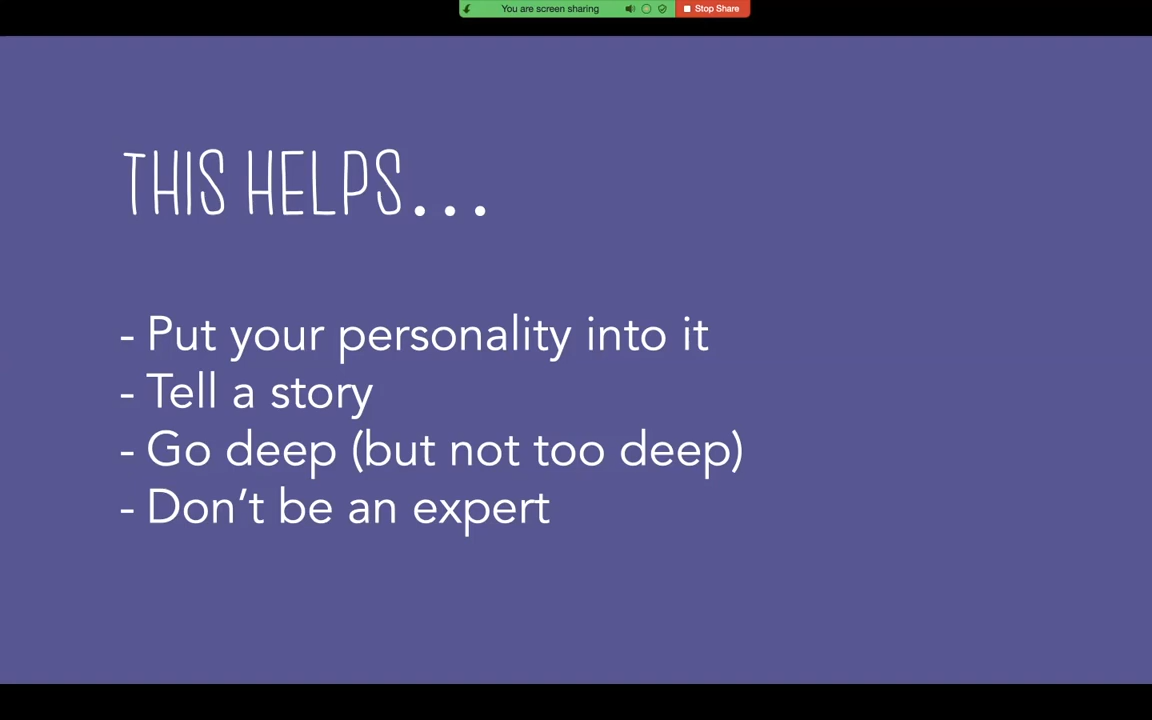 You are screen sharing Stop Share
THIS HELPS...
- Put your personality into it
- Tell a story
- Go deep (but not too deep)
- Don’t be an expert